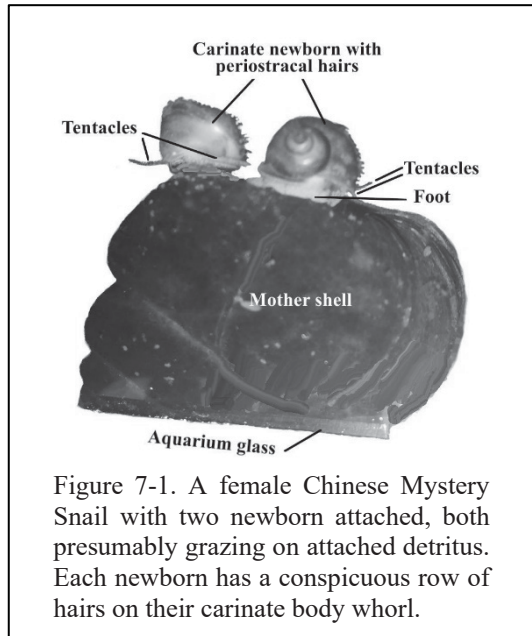 Carinate newborn with
periostracal hairs
Tentacles
Tentacles
Foot
Mother shell
Aquarium glass
Figure 7-1. A female Chinese Mystery
Snail with two newborn attached, both
presumably grazing on attached detritus.
Each newborn has a conspicuous row of
hairs on their carinate body whorl.